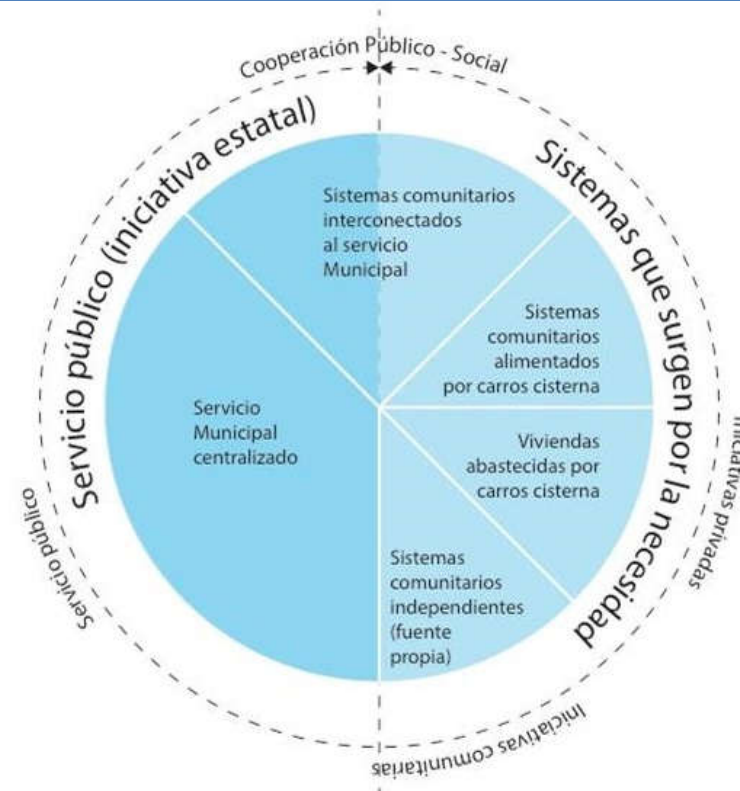 Cooperación Público - Social
Servicio público (iniciativa estatal)
Sistemas que surgen por la necesidad
Sistemas comunitarios
interconectados
al servicio
Municipal
Sistemas
comunitarios
alimentados
por carros cisterna
Servicio
Municipal
centralizado
Viviendas
abastecidas por
carros cisterna
Sistemas
comunitarios
independientes
(fuente
propia)
Servicio público
Iniciativas privadas
Iniciativas comunitarias